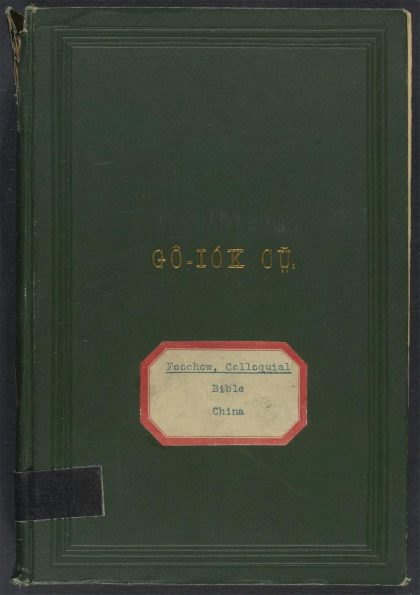 GÔ-IÓK CṲ̆.
Foochow, Colloquial
Bible
China